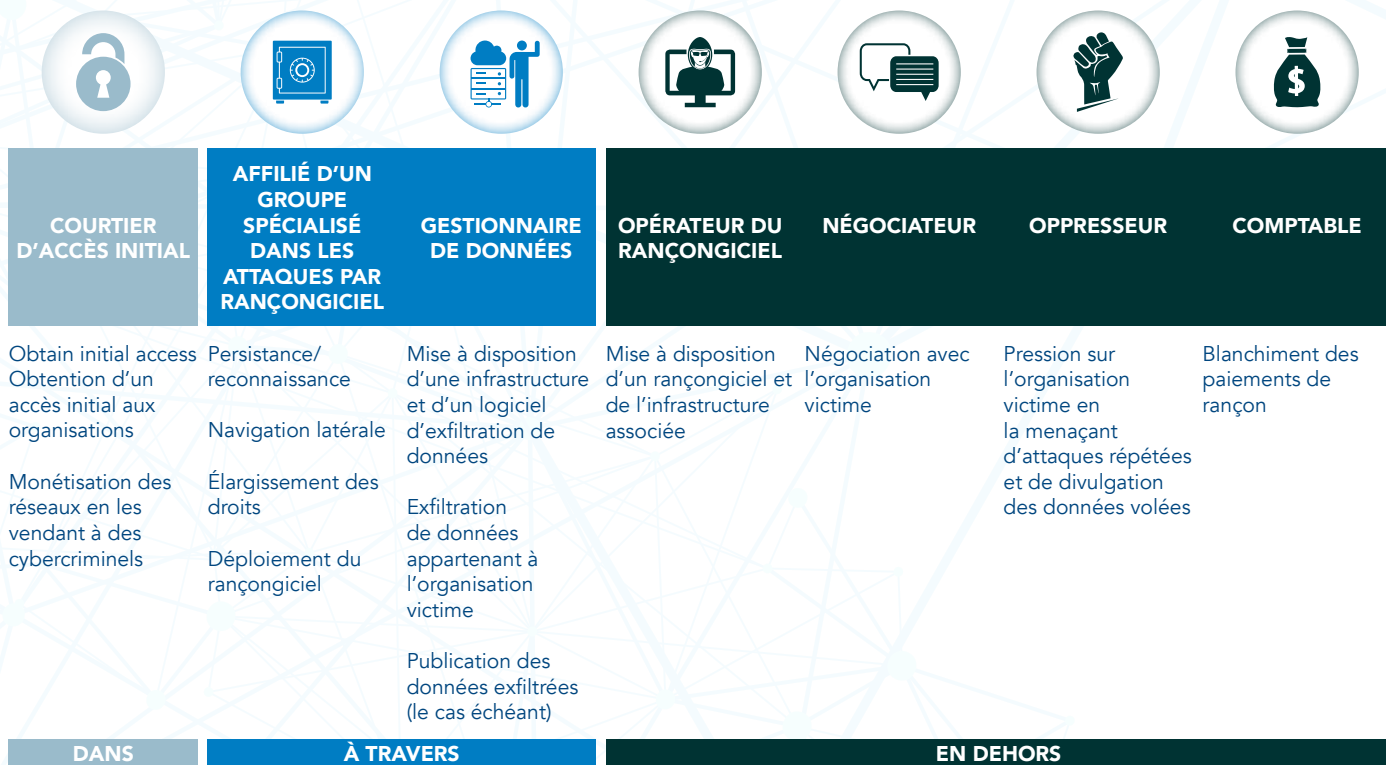 $
COURTIER
D’ACCÈS INITIAL
AFFILIÉ D’UN
GROUPE
SPÉCIALISÉ
DANS LES
ATTAQUES PAR
RANÇONGICIEL
GESTIONNAIRE
DE DONNÉES
OPÉRATEUR DU
RANÇONGICIEL
NÉGOCIATEUR
OPPRESSEUR
COMPTABLE
Obtain initial access
Obtention d’un
accès initial aux
organisations
Monétisation des
réseaux en les
vendant à des
cybercriminels
Persistance/
reconnaissance
Navigation latérale
Élargissement des
droits
Déploiement du
rançongiciel
Mise à disposition
d’une infrastructure
et d’un logiciel
d’exfiltration de
données
Exfiltration
de données
appartenant à
l’organisation
victime
Publication des
données exfiltrées
(le cas échéant)
Mise à disposition
d’un rançongiciel et
de l’infrastructure
associée
Négociation avec
l’organisation
victime
Pression sur
l’organisation
victime en
la menaçant
d’attaques répétées
et de divulgation
des données volées
Blanchiment des
paiements de
rançon
DANS
À TRAVERS
EN DEHORS